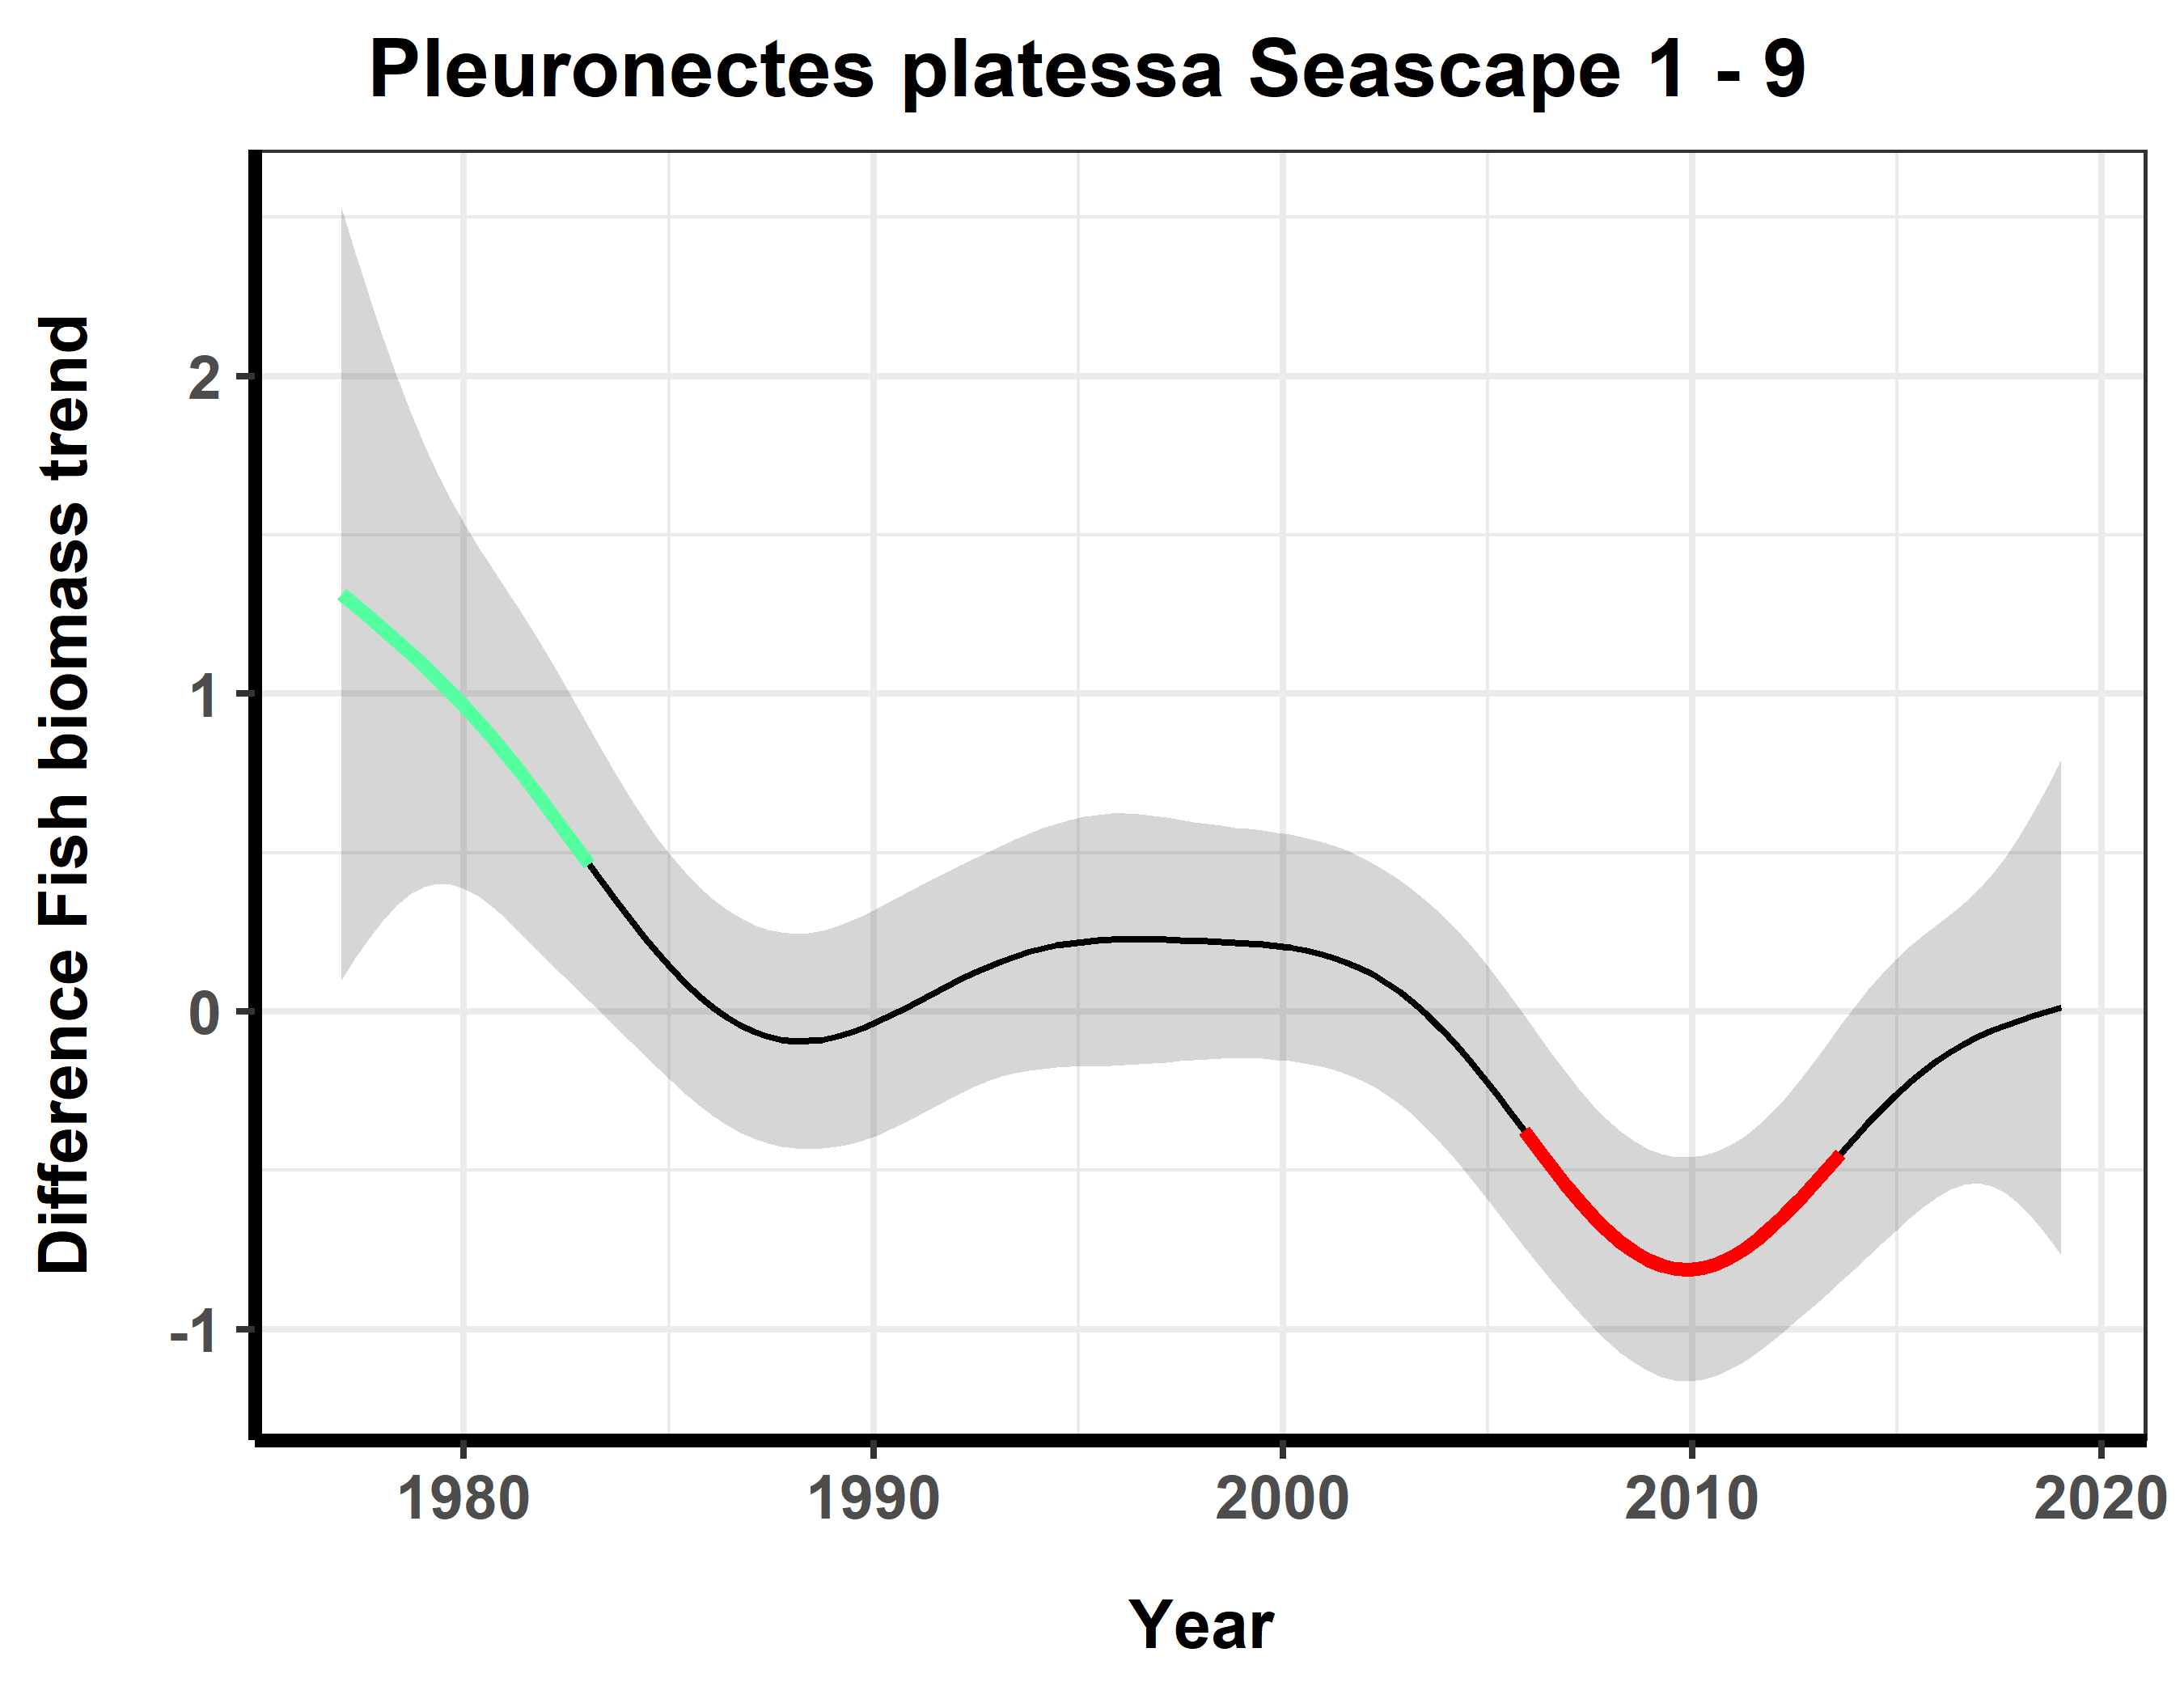 Pleuronectes platessa Seascape 1 - 9
Difference Fish biomass trend
2
1
0
-1
1980 1990 2000 2010 2020
Year